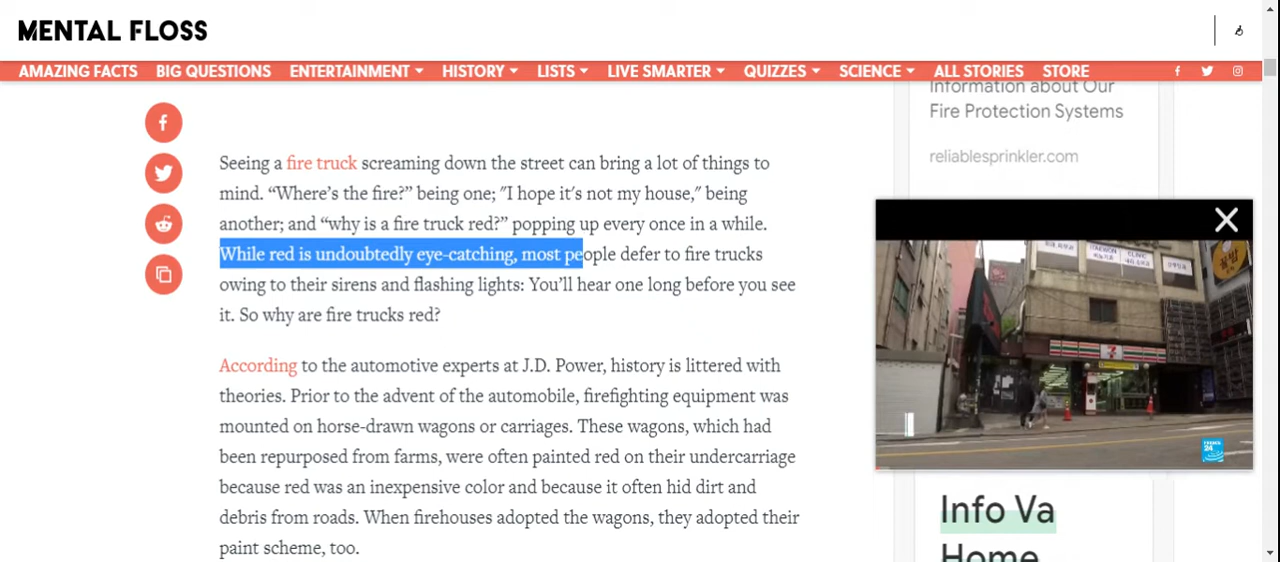 MENTAL FLOSS
AMAZING FACTS BIG QUESTIONS ENTERTAINMENT HISTORY LISTS LIVE SMARTER QUIZZES SCIENCE ALL STORIES STORE
Seeing a fire truck screaming down the street can bring a lot of things to
mind. “Where’s the fire?” being one; "I hope it's not my house," being
another; and “why is a fire truck red?” popping up every once in a while.
While red is undoubtedly eye-catching, most people defer to fire trucks
owing to their sirens and flashing lights: You’ll hear one long before you see
it. So why are fire trucks red?
According to the automotive experts at J.D. Power, history is littered with
theories. Prior to the advent of the automobile, firefighting equipment was
mounted on horse-drawn wagons or carriages. These wagons, which had
been repurposed from farms, were often painted red on their undercarriage
because red was an inexpensive color and because it often hid dirt and
debris from roads. When firehouses adopted the wagons, they adopted their
paint scheme, too.
Information about Our
Fire Protection Systems
reliablesprinkler.com
ITAEWON
CLINIC
FRANCE
24
Info Va
Home